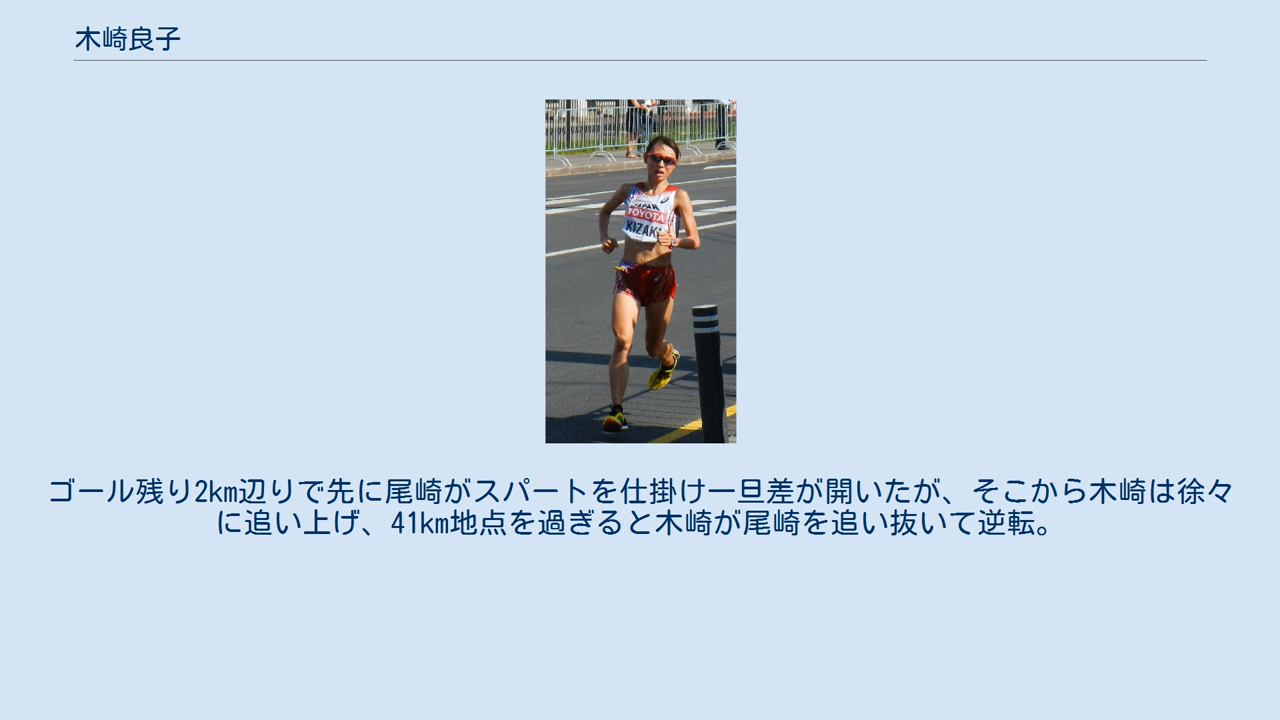 木崎良子
JAPAN
TOYOTA
KIZAKI
ゴール残り2km辺りで先に尾崎がスパートを仕掛け一旦差が開いたが、そこから木崎は徐々
に追い上げ、41km地点を過ぎると木崎が尾崎を追い抜いて逆転。